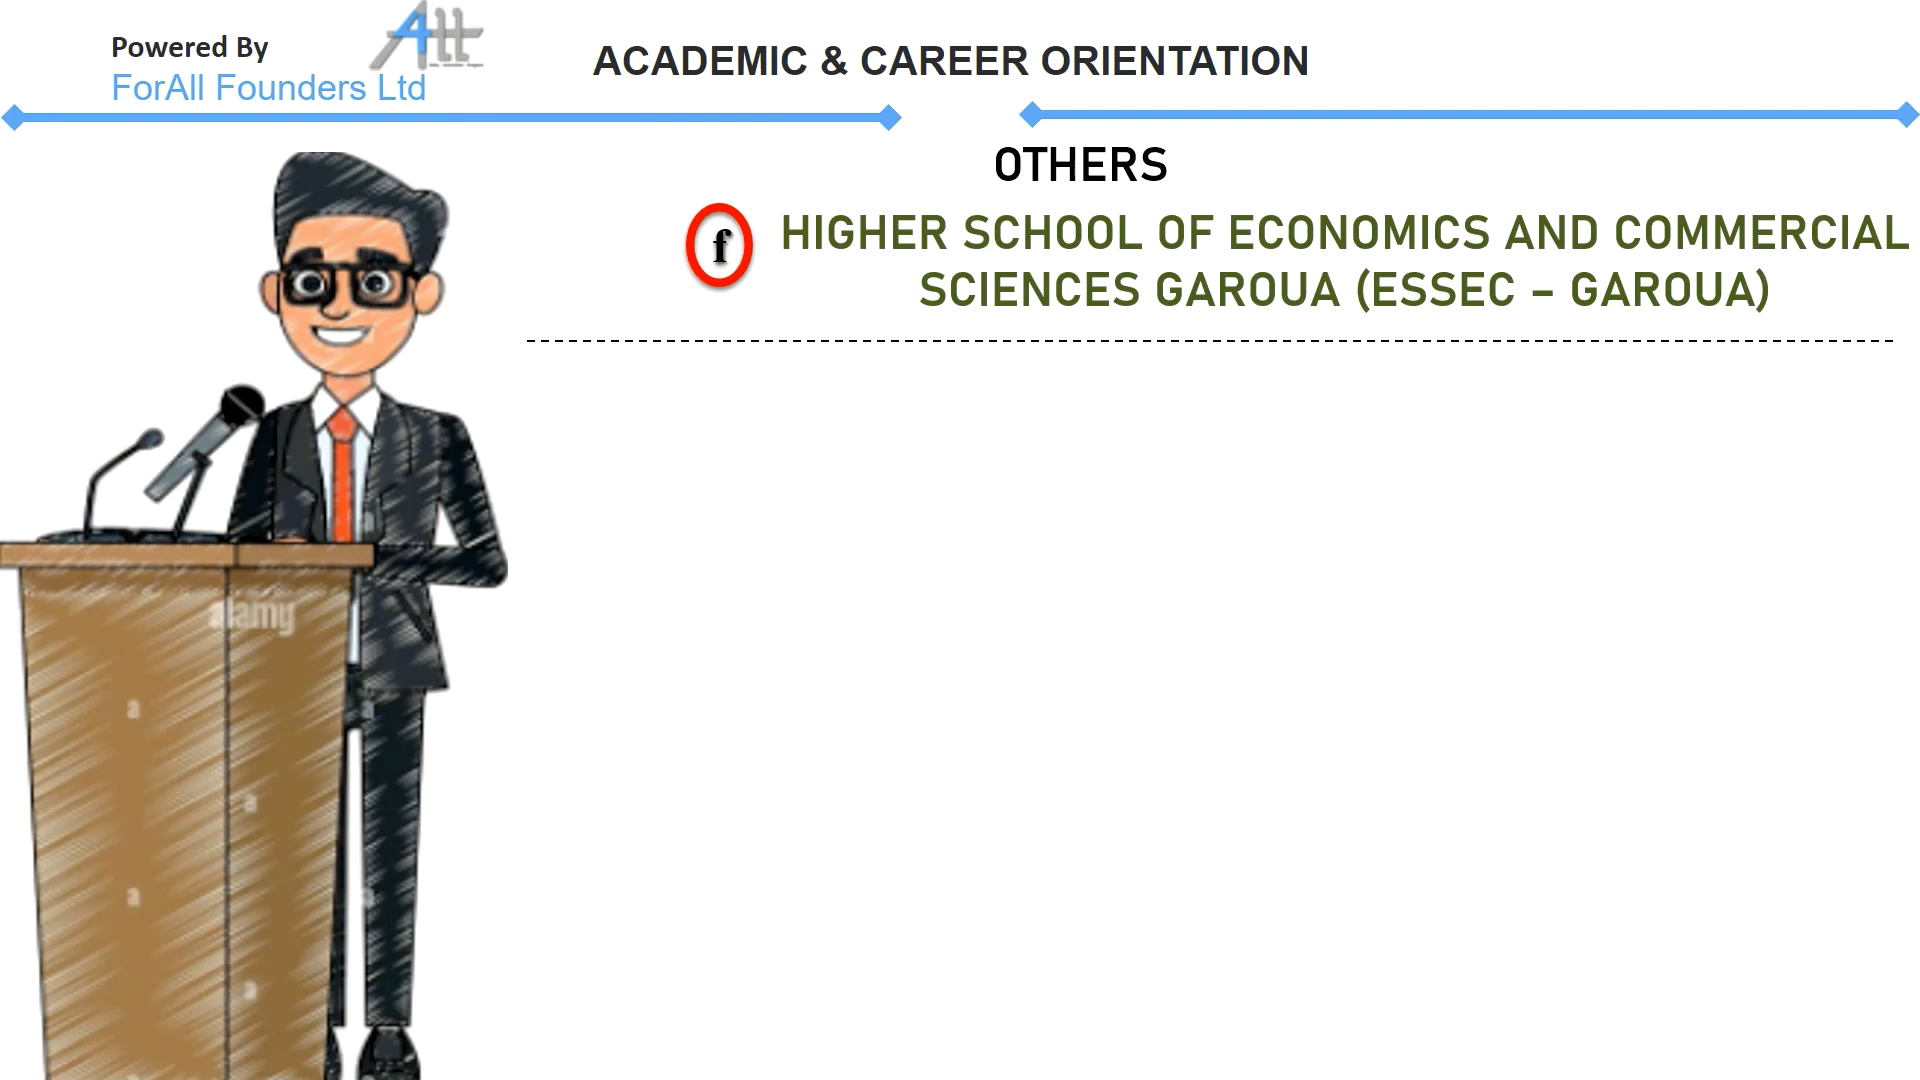 Powered By
ForAll Founders Ltd
ACADEMIC & CAREER ORIENTATION
OTHERS
f
HIGHER SCHOOL OF ECONOMICS AND COMMERCIAL
SCIENCES GAROUA (ESSEC – GAROUA)
alamy
a
a
a
a
a
a